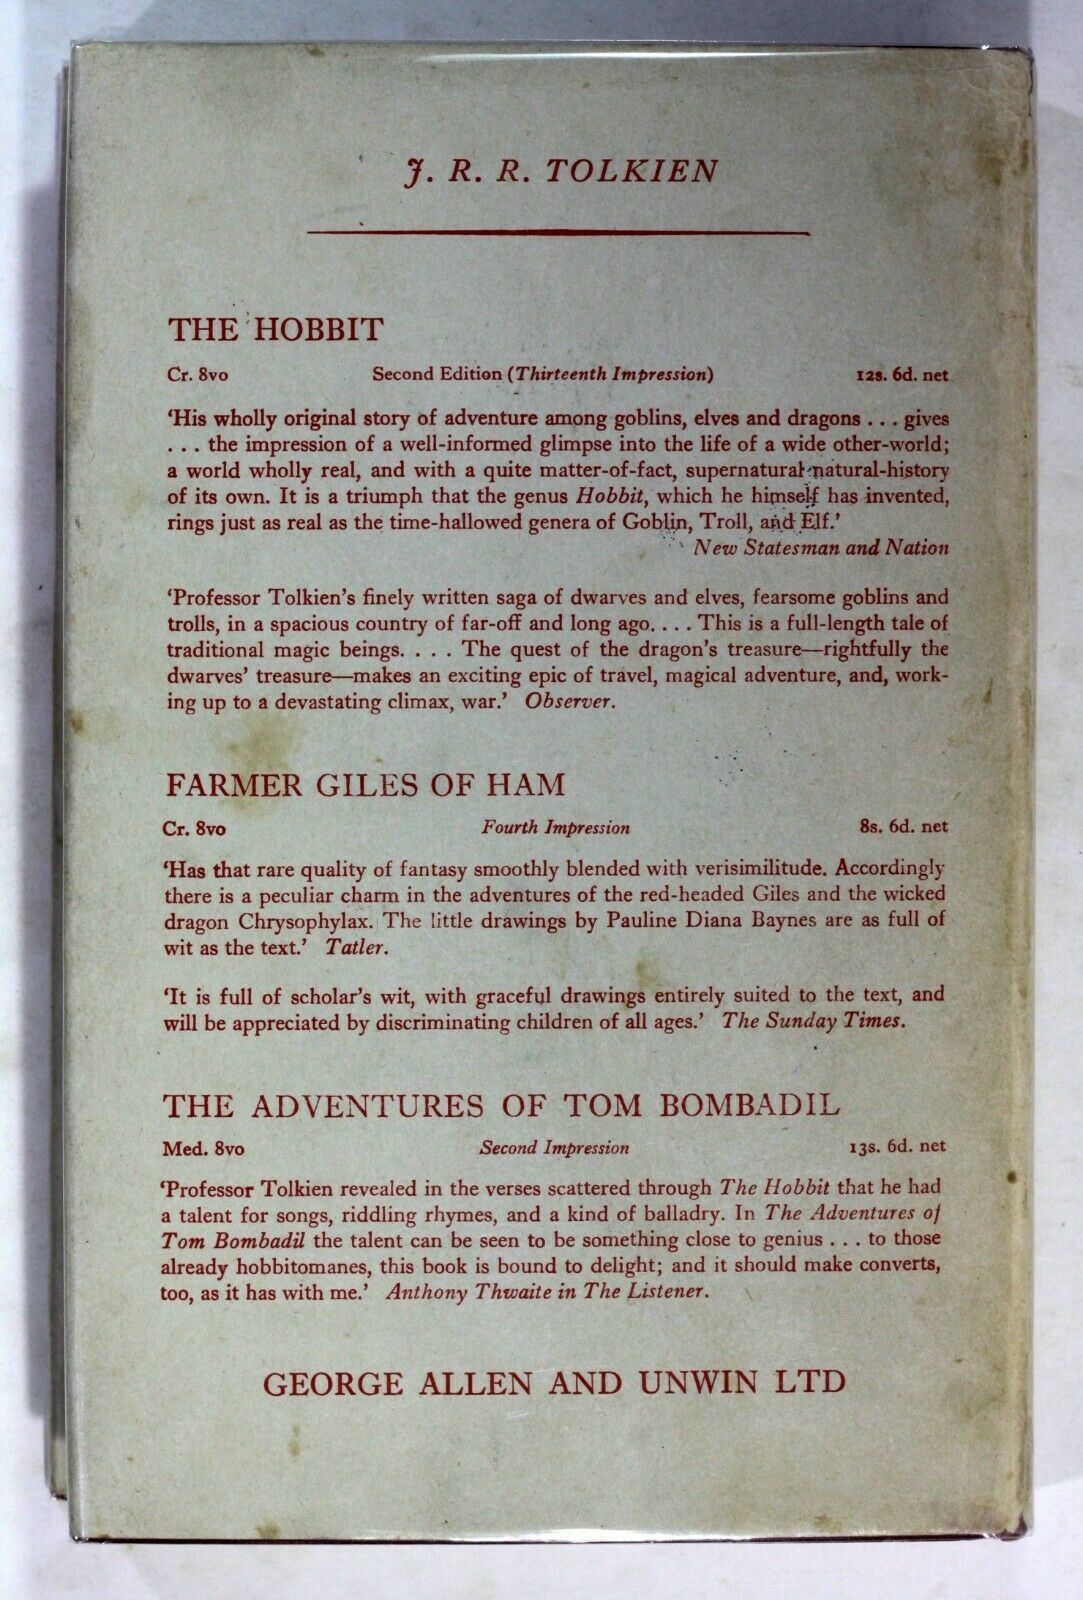 J. R. R. TOLKIEN
THE HOBBIT
Cr. 8vo Second Edition (Thirteenth Impression) 12s. 6d. net
‘His wholly original story of adventure among goblins, elves and dragons . . . gives
. . . the impression of a well-informed glimpse into the life of a wide other-world;
a world wholly real, and with a quite matter-of-fact, supernatural natural-history
of its own. It is a triumph that the genus Hobbit, which he himself has invented,
rings just as real as the time-hallowed genera of Goblin, Troll, and Elf.’
New Statesman and Nation
‘Professor Tolkien’s finely written saga of dwarves and elves, fearsome goblins and
trolls, in a spacious country of far-off and long ago. . . . This is a full-length tale of
traditional magic beings. . . . The quest of the dragon’s treasure—rightfully the
dwarves’ treasure—makes an exciting epic of travel, magical adventure, and, work-
ing up to a devastating climax, war.’ Observer.
FARMER GILES OF HAM
Cr. 8vo Fourth Impression 8s. 6d. net
‘Has that rare quality of fantasy smoothly blended with verisimilitude. Accordingly
there is a peculiar charm in the adventures of the red-headed Giles and the wicked
dragon Chrysophylax. The little drawings by Pauline Diana Baynes are as full of
wit as the text.’ Tatler.
‘It is full of scholar’s wit, with graceful drawings entirely suited to the text, and
will be appreciated by discriminating children of all ages.’ The Sunday Times.
THE ADVENTURES OF TOM BOMBADIL
Med. 8vo Second Impression 13s. 6d. net
‘Professor Tolkien revealed in the verses scattered through The Hobbit that he had
a talent for songs, riddling rhymes, and a kind of balladry. In The Adventures of
Tom Bombadil the talent can be seen to be something close to genius . . . to those
already hobbitomanes, this book is bound to delight; and it should make converts,
too, as it has with me.’ Anthony Thwaite in The Listener.
GEORGE ALLEN AND UNWIN LTD